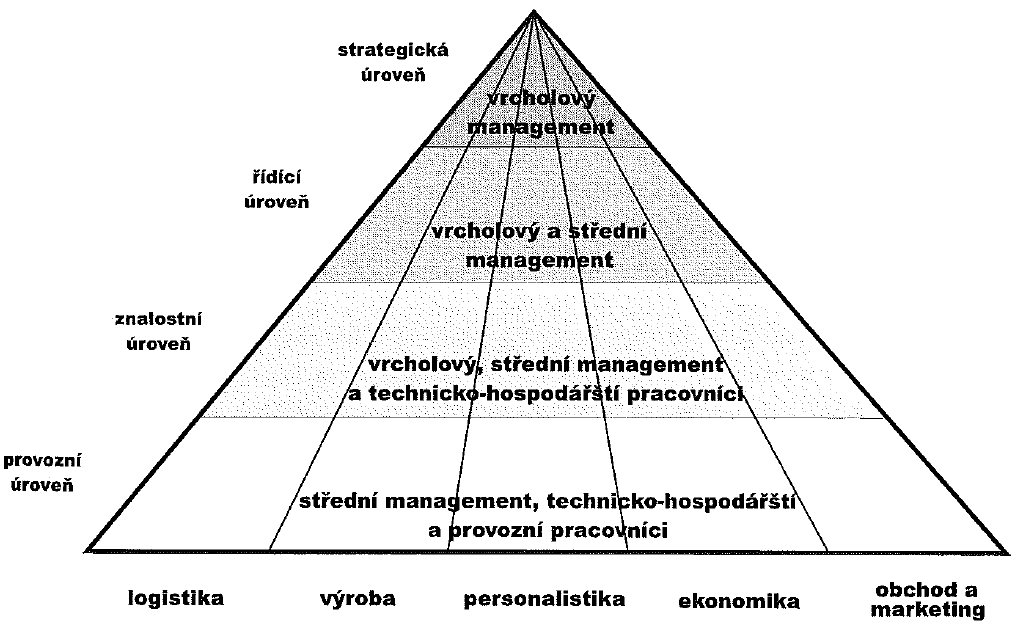 strategická
úroveň
vrcholový
management
řídící
úroveň
vrcholový a střední
management
znalostní
úroveň
vrcholový, střední management
a technicko-hospodářští pracovníci
provozní
úroveň
střední management, technicko-hospodářští
a provozní pracovníci
logistika
výroba
personalistika
ekonomika
obchod a
marketing